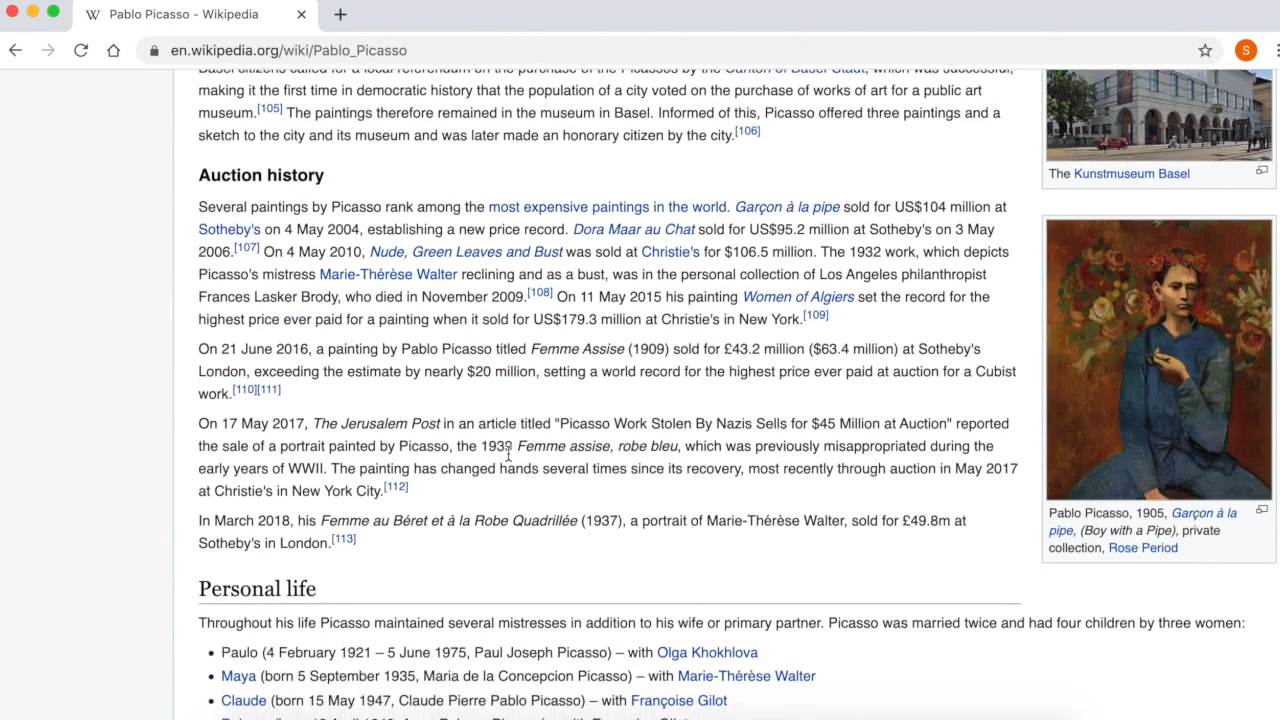 Pablo Picasso - Wikipedia
en.wikipedia.org/wiki/Pablo_Picasso
S
Basel citizens called for a local referendum on the purchase of the Picassos by the Canton of Basel-Stadt, which was successful,
making it the first time in democratic history that the population of a city voted on the purchase of works of art for a public art
museum.[105] The paintings therefore remained in the museum in Basel. Informed of this, Picasso offered three paintings and a
sketch to the city and its museum and was later made an honorary citizen by the city.[106]
Auction history
Several paintings by Picasso rank among the most expensive paintings in the world. Garçon à la pipe sold for US$104 million at
Sotheby's on 4 May 2004, establishing a new price record. Dora Maar au Chat sold for US$95.2 million at Sotheby's on 3 May
2006.[107] On 4 May 2010, Nude, Green Leaves and Bust was sold at Christie's for $106.5 million. The 1932 work, which depicts
Picasso's mistress Marie-Thérèse Walter reclining and as a bust, was in the personal collection of Los Angeles philanthropist
Frances Lasker Brody, who died in November 2009.[108] On 11 May 2015 his painting Women of Algiers set the record for the
highest price ever paid for a painting when it sold for US$179.3 million at Christie's in New York.[109]
On 21 June 2016, a painting by Pablo Picasso titled Femme Assise (1909) sold for £43.2 million ($63.4 million) at Sotheby's
London, exceeding the estimate by nearly $20 million, setting a world record for the highest price ever paid at auction for a Cubist
work.[110][111]
On 17 May 2017, The Jerusalem Post in an article titled "Picasso Work Stolen By Nazis Sells for $45 Million at Auction" reported
the sale of a portrait painted by Picasso, the 1939 Femme assise, robe bleu, which was previously misappropriated during the
early years of WWII. The painting has changed hands several times since its recovery, most recently through auction in May 2017
at Christie's in New York City.[112]
In March 2018, his Femme au Béret et à la Robe Quadrillée (1937), a portrait of Marie-Thérèse Walter, sold for £49.8m at
Sotheby's in London.[113]
The Kunstmuseum Basel
Pablo Picasso, 1905, Garçon à la
pipe, (Boy with a Pipe), private
collection, Rose Period
Personal life
Throughout his life Picasso maintained several mistresses in addition to his wife or primary partner. Picasso was married twice and had four children by three women:
• Paulo (4 February 1921 – 5 June 1975, Paul Joseph Picasso) – with Olga Khokhlova
• Maya (born 5 September 1935, Maria de la Concepcion Picasso) – with Marie-Thérèse Walter
• Claude (born 15 May 1947, Claude Pierre Pablo Picasso) – with Françoise Gilot